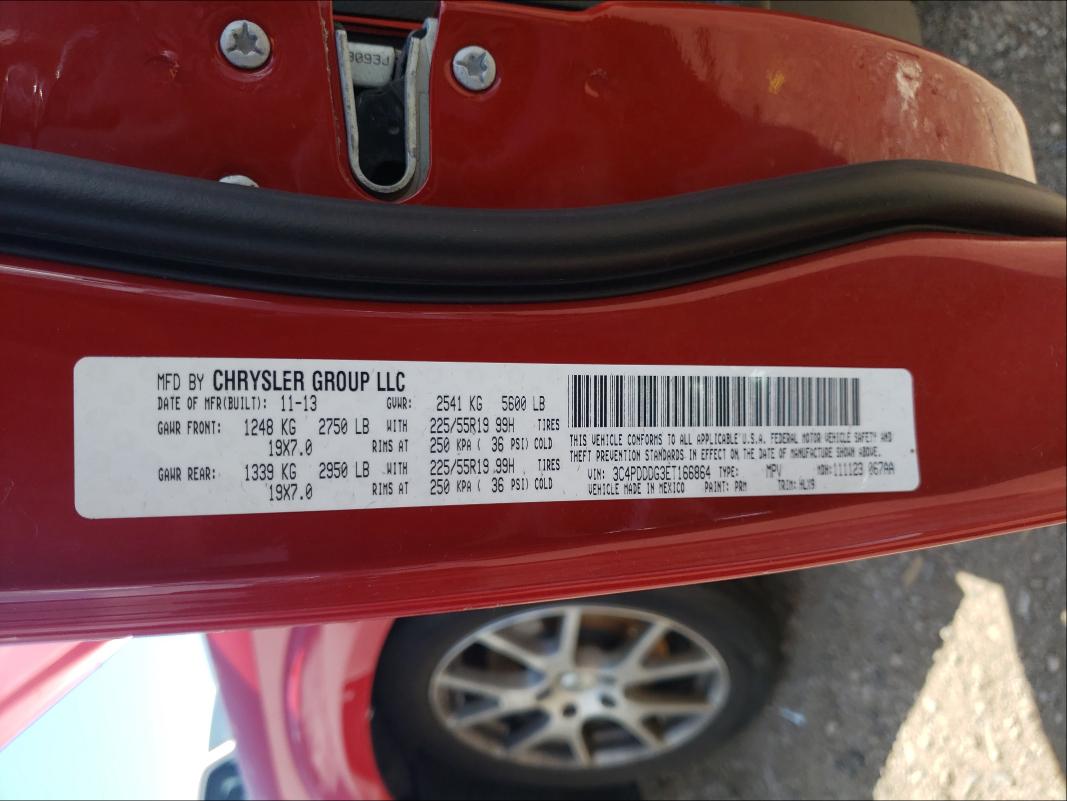 3093J
MFD BY CHRYSLER GROUP LLC
DATE OF MFR(BUILT): 11-13 GVWR: 2541 KG 5600 LB
GAWR FRONT: 1248 KG 2750 LB WITH 225/55R19 99H TIRES
19X7.0 RIMS AT 250 KPA ( 36 PSI) COLD
GAWR REAR: 1339 KG 2950 LB WITH 225/55R19 99H TIRES
19X7.0 RIMS AT 250 KPA ( 36 PSI) COLD
THIS VEHICLE CONFORMS TO ALL APPLICABLE U.S.A. FEDERAL MOTOR VEHICLE SAFETY AND
THEFT PREVENTION STANDARDS IN EFFECT ON THE DATE OF MANUFACTURE SHOWN ABOVE.
VIN: 3C4PDDDG3ET166864 TYPE: MPV MDH: 111123 067AA
VEHICLE MADE IN MEXICO PAINT: PRM TRIM: HLX9